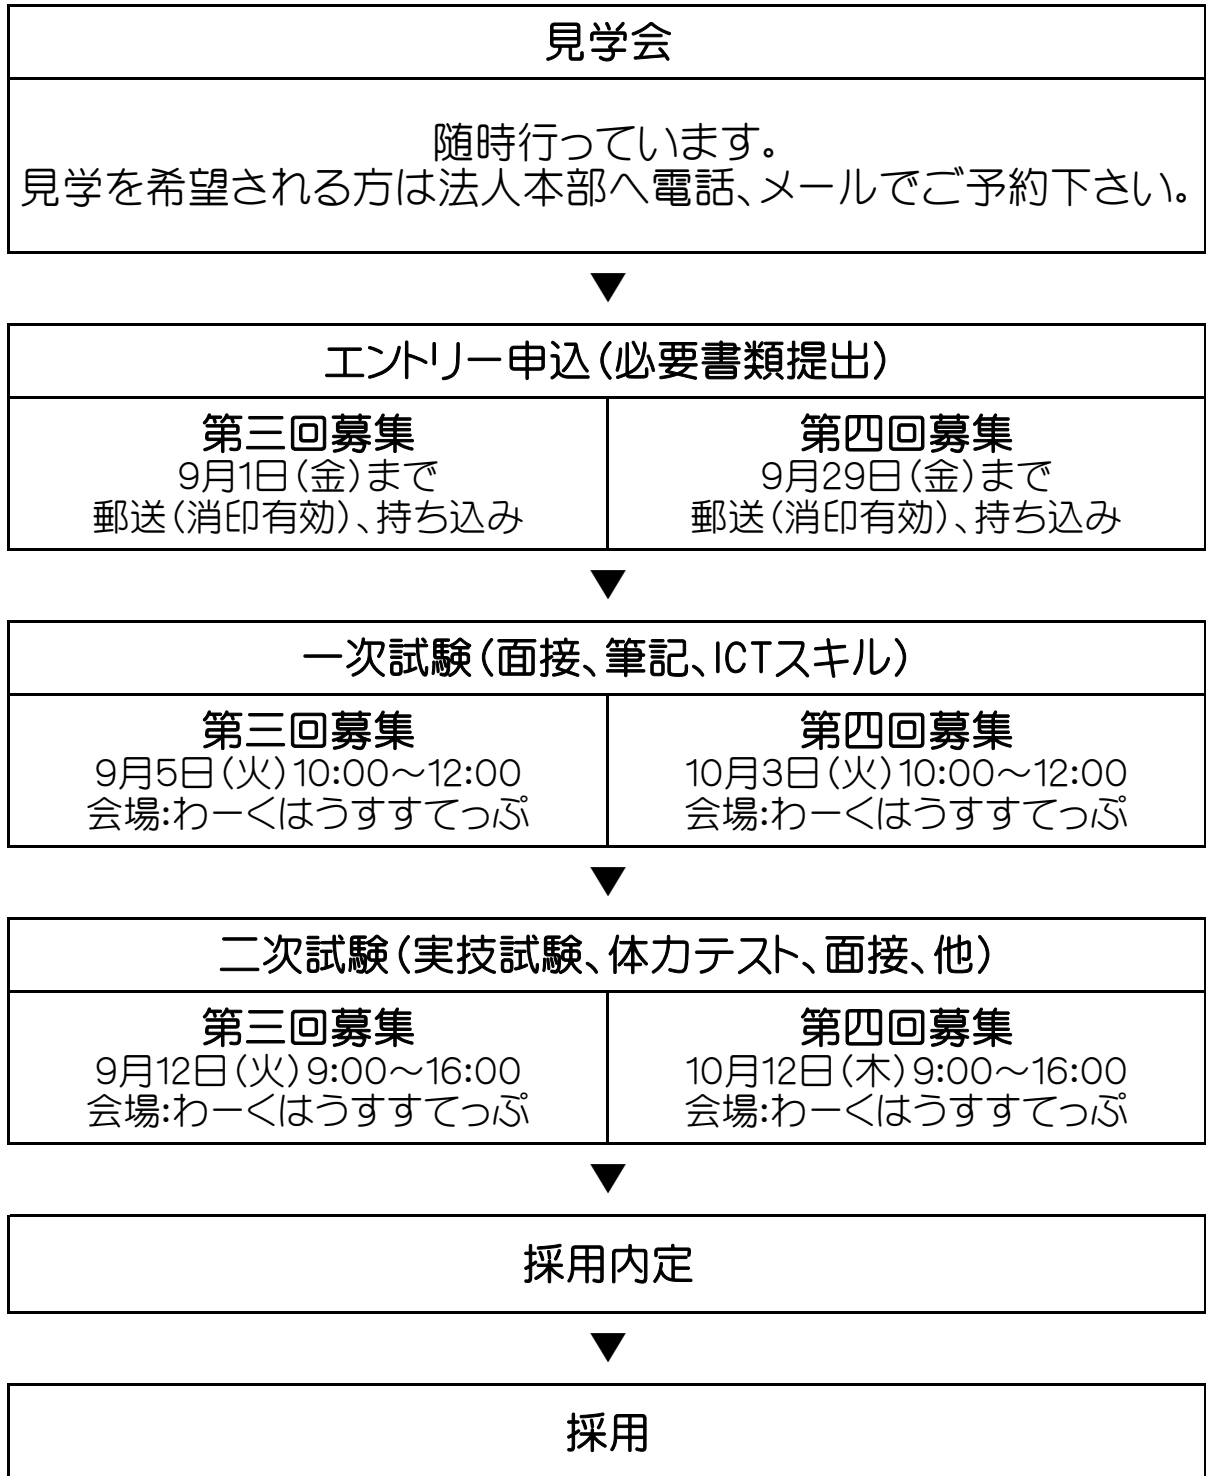 見学会
随時行っています。
見学を希望される方は法人本部へ電話、メールでご予約下さい。
▼
エントリー申込(必要書類提出)
第三回募集
9月1日(金)まで
郵送(消印有効)、持ち込み
第四回募集
9月29日(金)まで
郵送(消印有効)、持ち込み
▼
一次試験(面接、筆記、ICTスキル)
第三回募集
9月5日(火)10:00～12:00
会場:わーくはうすすてっぷ
第四回募集
10月3日(火)10:00～12:00
会場:わーくはうすすてっぷ
▼
二次試験(実技試験、体力テスト、面接、他)
第三回募集
9月12日(火)9:00～16:00
会場:わーくはうすすてっぷ
第四回募集
10月12日(木)9:00～16:00
会場:わーくはうすすてっぷ
▼
採用内定
▼
採用